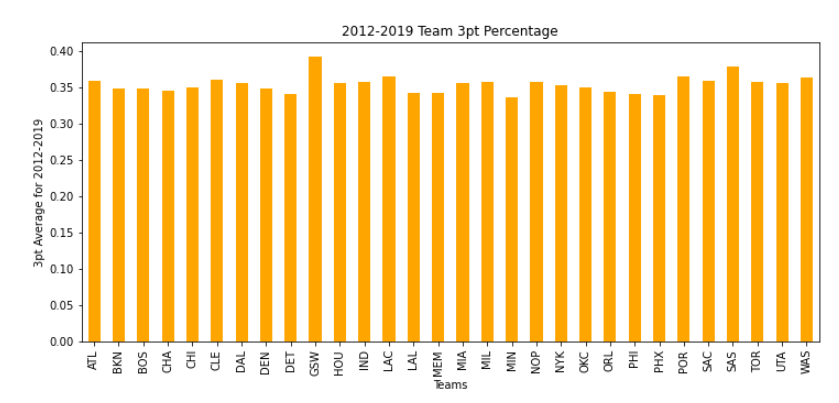 2012-2019 Team 3pt Percentage
3pt Average for 2012-2019
0.40
0.35
0.30
0.25
0.20
0.15
0.10
0.05
0.00
ATL BKN BOS CHA CHI CLE DAL DEN DET GSW HOU IND LAC LAL MEM MIA MIL MIN NOP NYK OKC ORL PHI PHX POR SAC SAS TOR UTA WAS
Teams